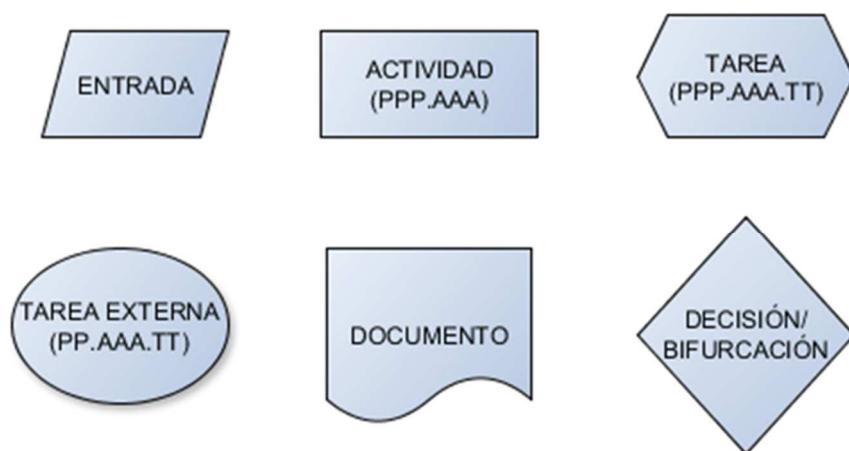 ENTRADA
ACTIVIDAD
(PPP.AAA)
TAREA
(PPP.AAA.TT)
TAREA EXTERNA
(PP.AAA.TT)
DOCUMENTO
DECISIÓN/
BIFURCACIÓN